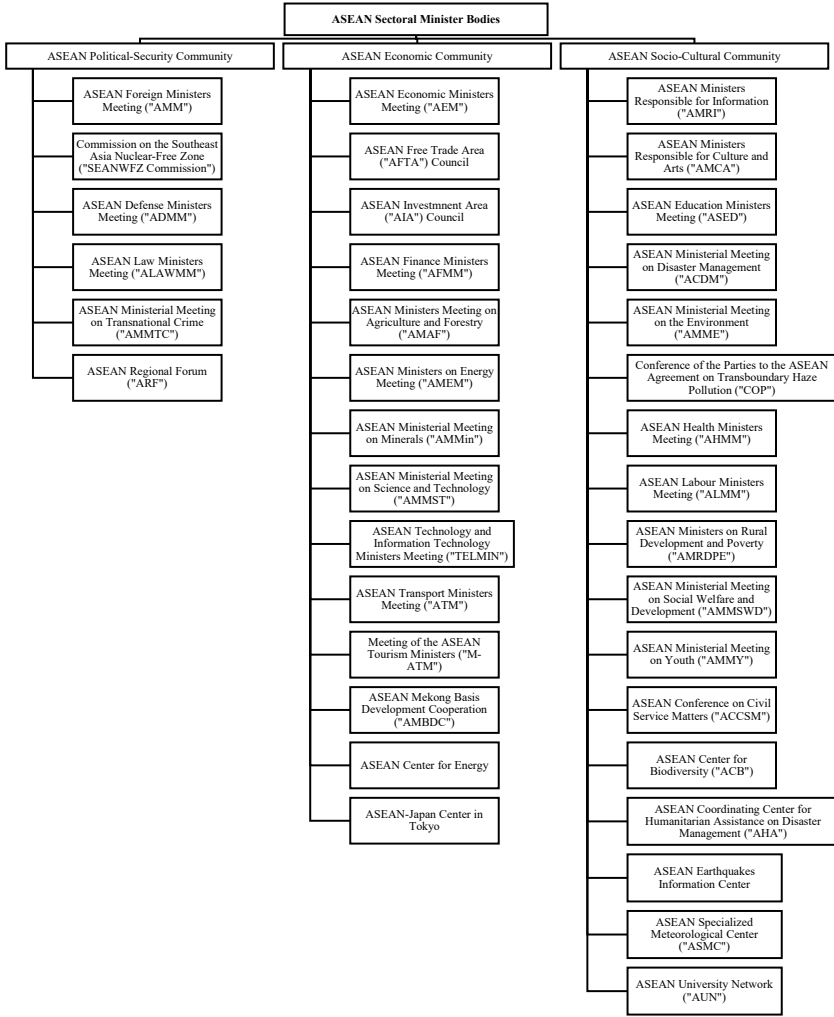 ASEAN Sectoral Minister Bodies
ASEAN Political-Security Community
ASEAN Foreign Ministers
Meeting ("AMM")
Commission on the Southeast
Asia Nuclear-Free Zone
("SEANWFZ Commission")
ASEAN Defense Ministers
Meeting ("ADMM")
ASEAN Law Ministers
Meeting ("ALAWMM")
ASEAN Ministerial Meeting
on Transnational Crime
("AMMTC")
ASEAN Regional Forum
("ARF")
ASEAN Economic Community
ASEAN Economic Ministers
Meeting ("AEM")
ASEAN Free Trade Area
("AFTA") Council
ASEAN Investmnent Area
("AIA") Council
ASEAN Finance Ministers
Meeting ("AFMM")
ASEAN Ministers Meeting on
Agriculture and Forestry
("AMAF")
ASEAN Ministers on Energy
Meeting ("AMEM")
ASEAN Ministerial Meeting
on Minerals ("AMMin")
ASEAN Ministerial Meeting
on Science and Technology
("AMMST")
ASEAN Technology and
Information Technology
Ministers Meeting ("TELMIN")
ASEAN Transport Ministers
Meeting ("ATM")
Meeting of the ASEAN
Tourism Ministers ("M-
ATM")
ASEAN Mekong Basis
Development Cooperation
("AMBDC")
ASEAN Center for Energy
ASEAN-Japan Center in
Tokyo
ASEAN Socio-Cultural Community
ASEAN Ministers
Responsible for Information
("AMRI")
ASEAN Ministers
Responsible for Culture and
Arts ("AMCA")
ASEAN Education Ministers
Meeting ("ASED")
ASEAN Ministerial Meeting
on Disaster Management
("ACDM")
ASEAN Ministerial Meeting
on the Environment
("AMME")
Conference of the Parties to the ASEAN
Agreement on Transboundary Haze
Pollution ("COP")
ASEAN Health Ministers
Meeting ("AHMM")
ASEAN Labour Ministers
Meeting ("ALMM")
ASEAN Ministers on Rural
Development and Poverty
("AMRDPE")
ASEAN Ministerial Meeting
on Social Welfare and
Development ("AMMSWD")
ASEAN Ministerial Meeting
on Youth ("AMMY")
ASEAN Conference on Civil
Service Matters ("ACCSM")
ASEAN Center for
Biodiversity ("ACB")
ASEAN Coordinating Center for
Humanitarian Assistance on Disaster
Management ("AHA")
ASEAN Earthquakes
Information Center
ASEAN Specialized
Meteorological Center
("ASMC")
ASEAN University Network
("AUN")